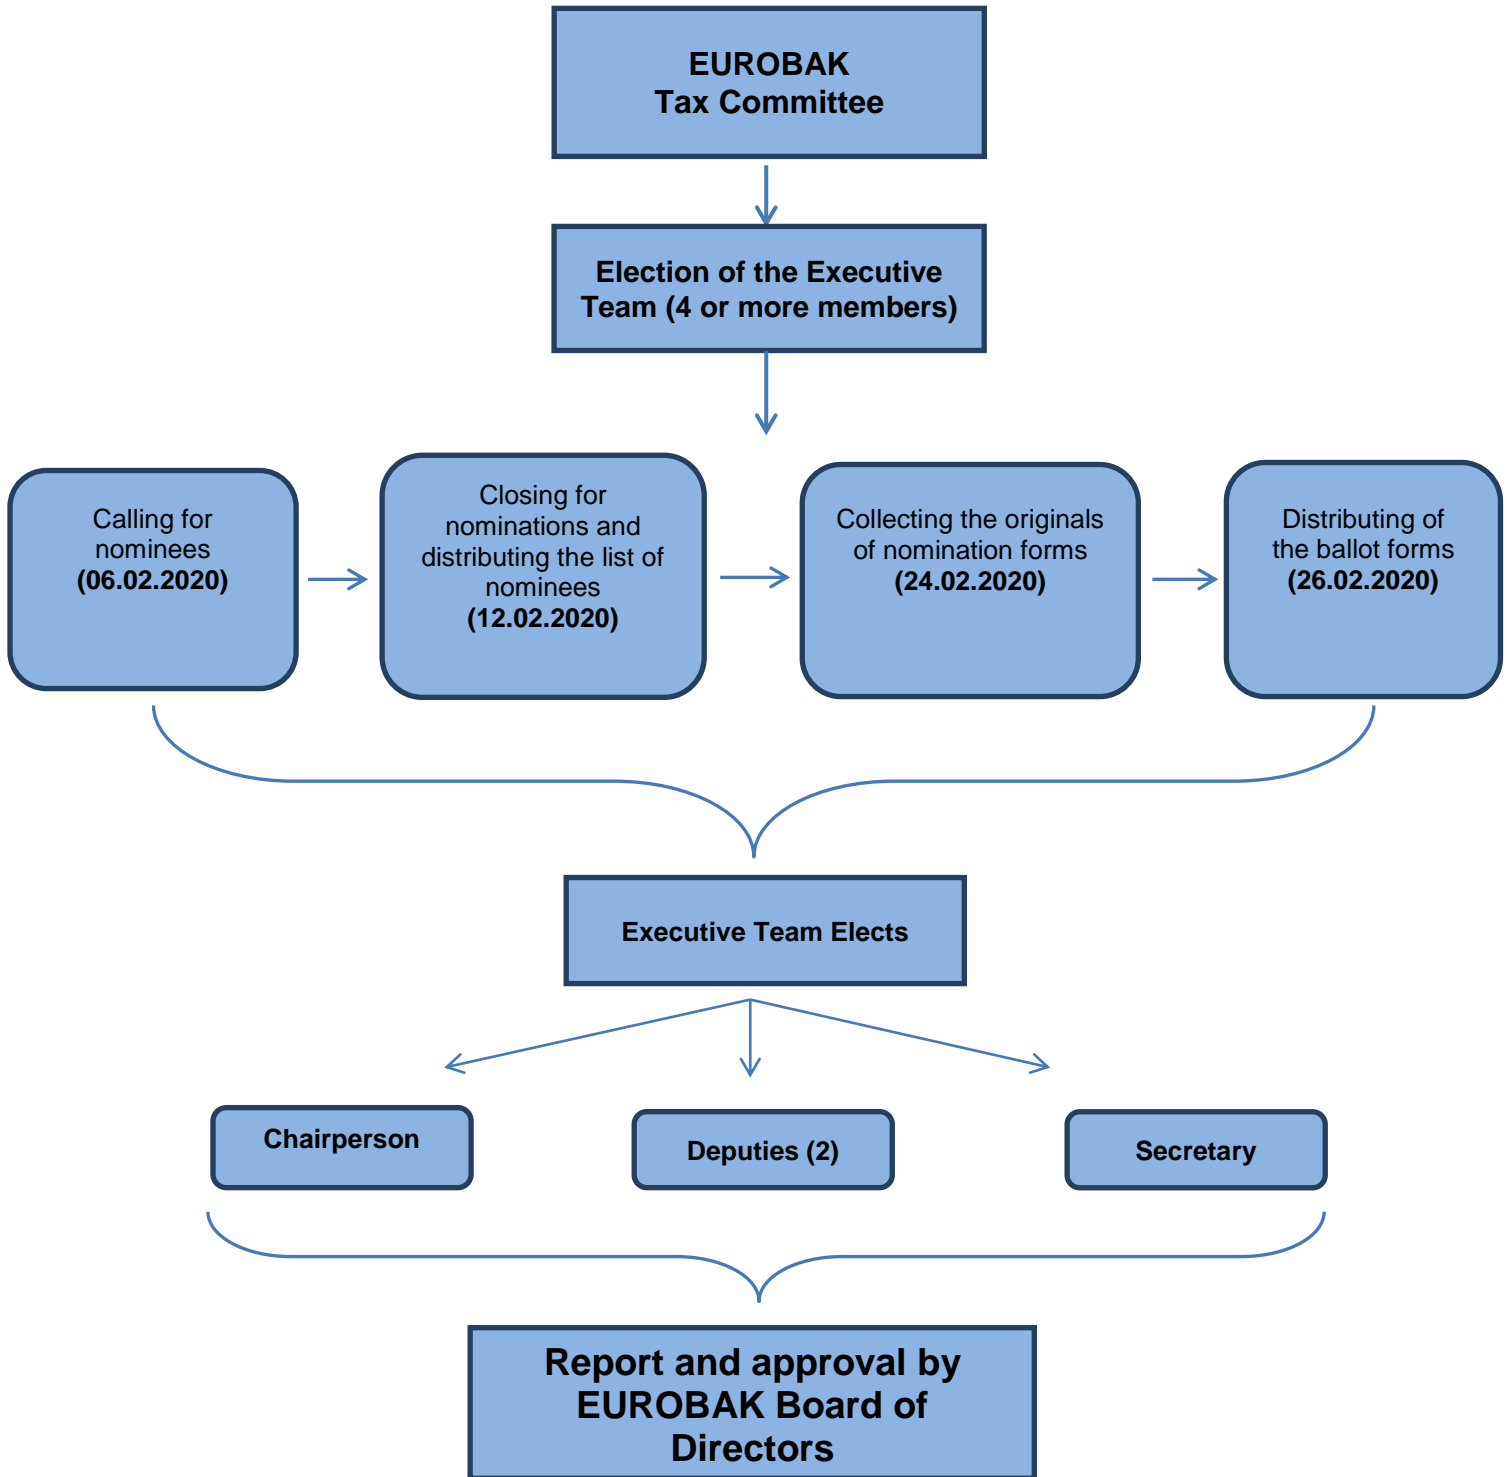 EUROBAK
Tax Committee
Election of the Executive
Team (4 or more members)
Calling for
nominees
(06.02.2020)
Closing for
nominations and
distributing the list of
nominees
(12.02.2020)
Collecting the originals
of nomination forms
(24.02.2020)
Distributing of
the ballot forms
(26.02.2020)
Executive Team Elects
Chairperson
Deputies (2)
Secretary
Report and approval by
EUROBAK Board of
Directors